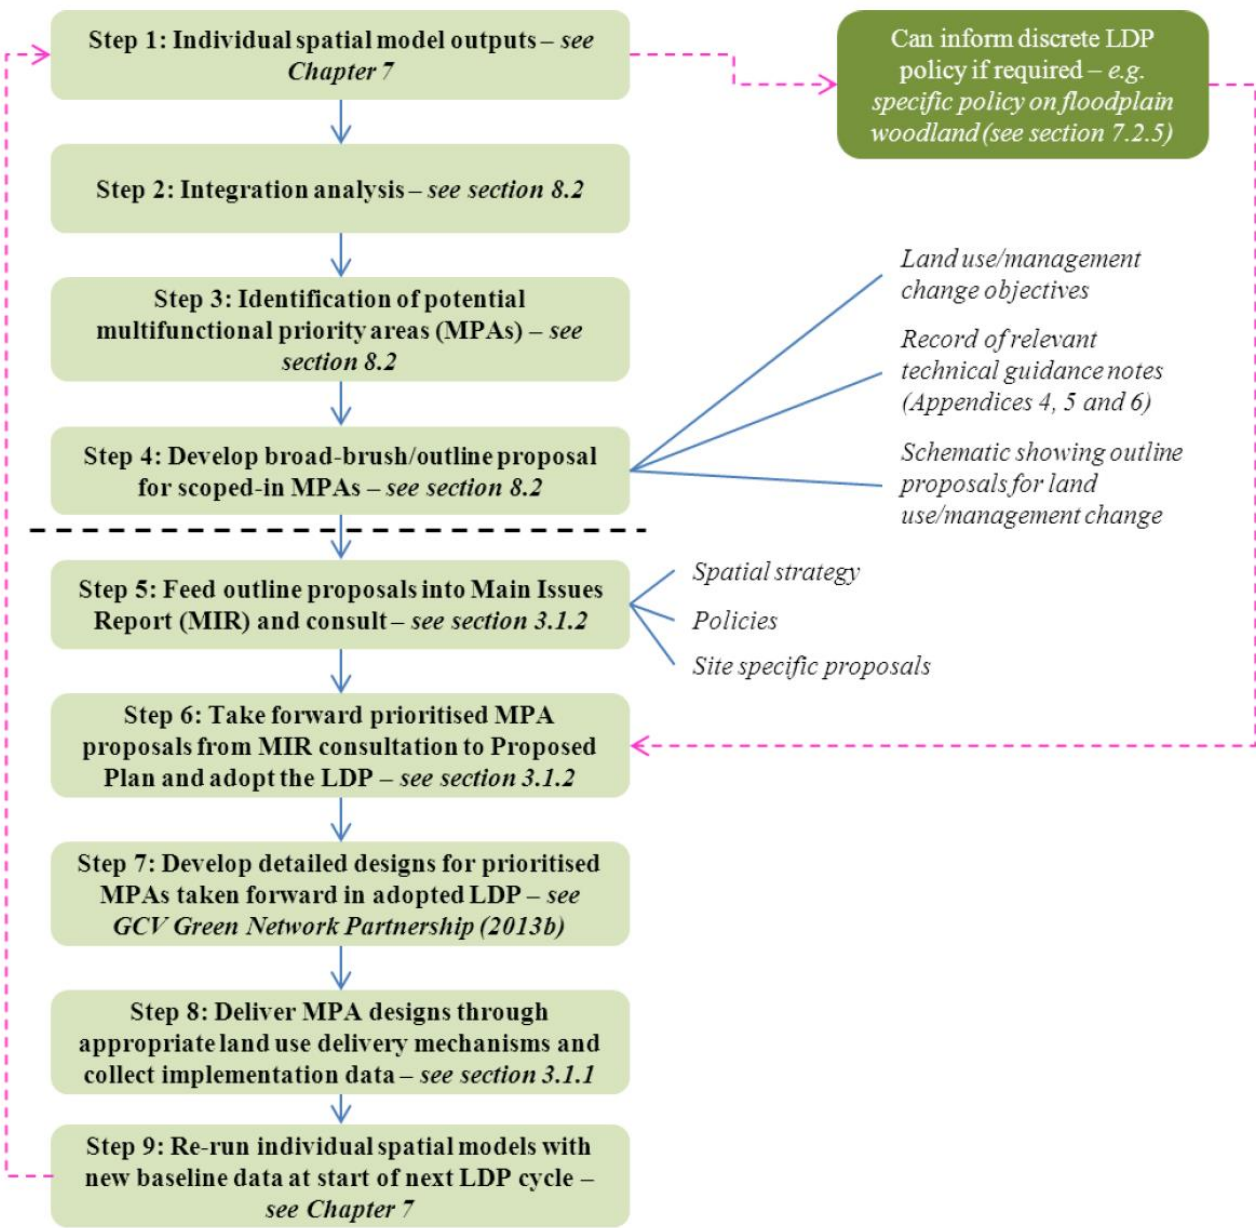 Step 1: Individual spatial model outputs – see
Chapter 7
Can inform discrete LDP
policy if required – e.g.
specific policy on floodplain
woodland (see section 7.2.5)
Step 2: Integration analysis – see section 8.2
Step 3: Identification of potential
multifunctional priority areas (MPAs) – see
section 8.2
Land use/management
change objectives
Record of relevant
technical guidance notes
(Appendices 4, 5 and 6)
Schematic showing outline
proposals for land
use/management change
Step 4: Develop broad-brush/outline proposal
for scoped-in MPAs – see section 8.2
Step 5: Feed outline proposals into Main Issues
Report (MIR) and consult – see section 3.1.2
Spatial strategy
Policies
Site specific proposals
Step 6: Take forward prioritised MPA
proposals from MIR consultation to Proposed
Plan and adopt the LDP – see section 3.1.2
Step 7: Develop detailed designs for prioritised
MPAs taken forward in adopted LDP – see
GCV Green Network Partnership (2013b)
Step 8: Deliver MPA designs through
appropriate land use delivery mechanisms and
collect implementation data – see section 3.1.1
Step 9: Re-run individual spatial models with
new baseline data at start of next LDP cycle –
see Chapter 7